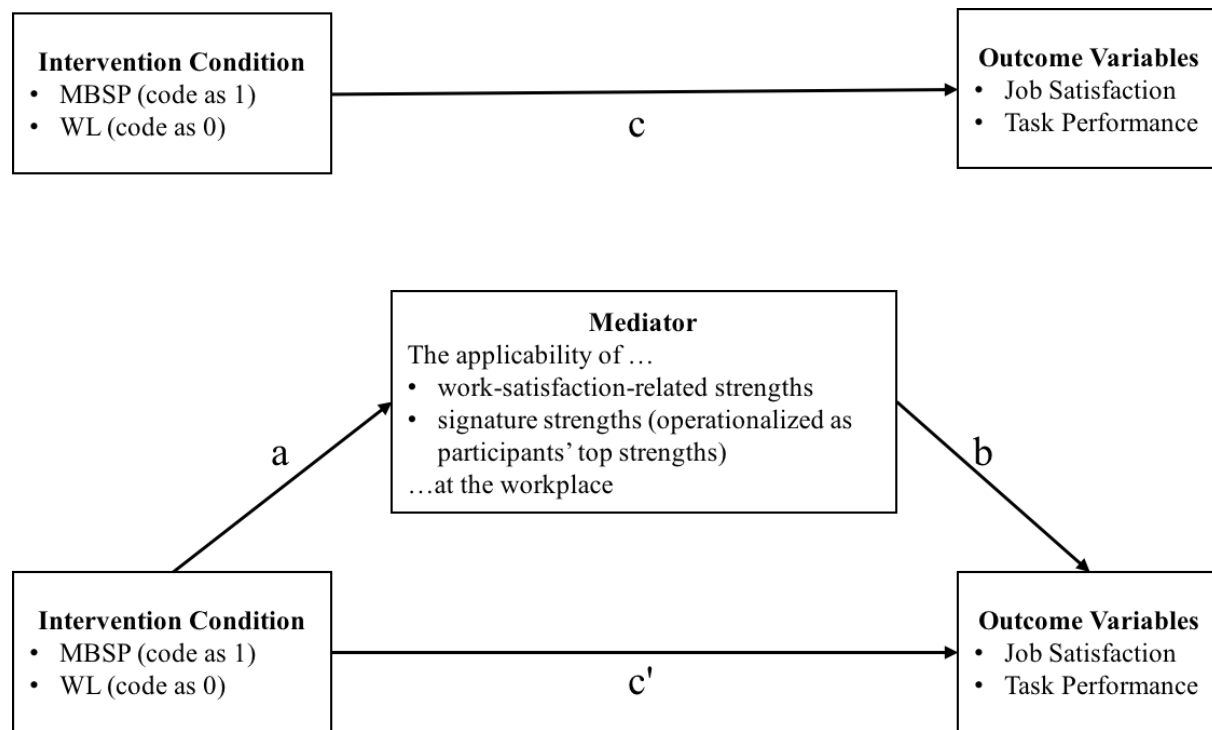 Intervention Condition
• MBSP (code as 1)
• WL (code as 0)
c
Outcome Variables
• Job Satisfaction
• Task Performance
Mediator
The applicability of …
• work-satisfaction-related strengths
• signature strengths (operationalized as
participants’ top strengths)
…at the workplace
a
b
Intervention Condition
• MBSP (code as 1)
• WL (code as 0)
c'
Outcome Variables
• Job Satisfaction
• Task Performance